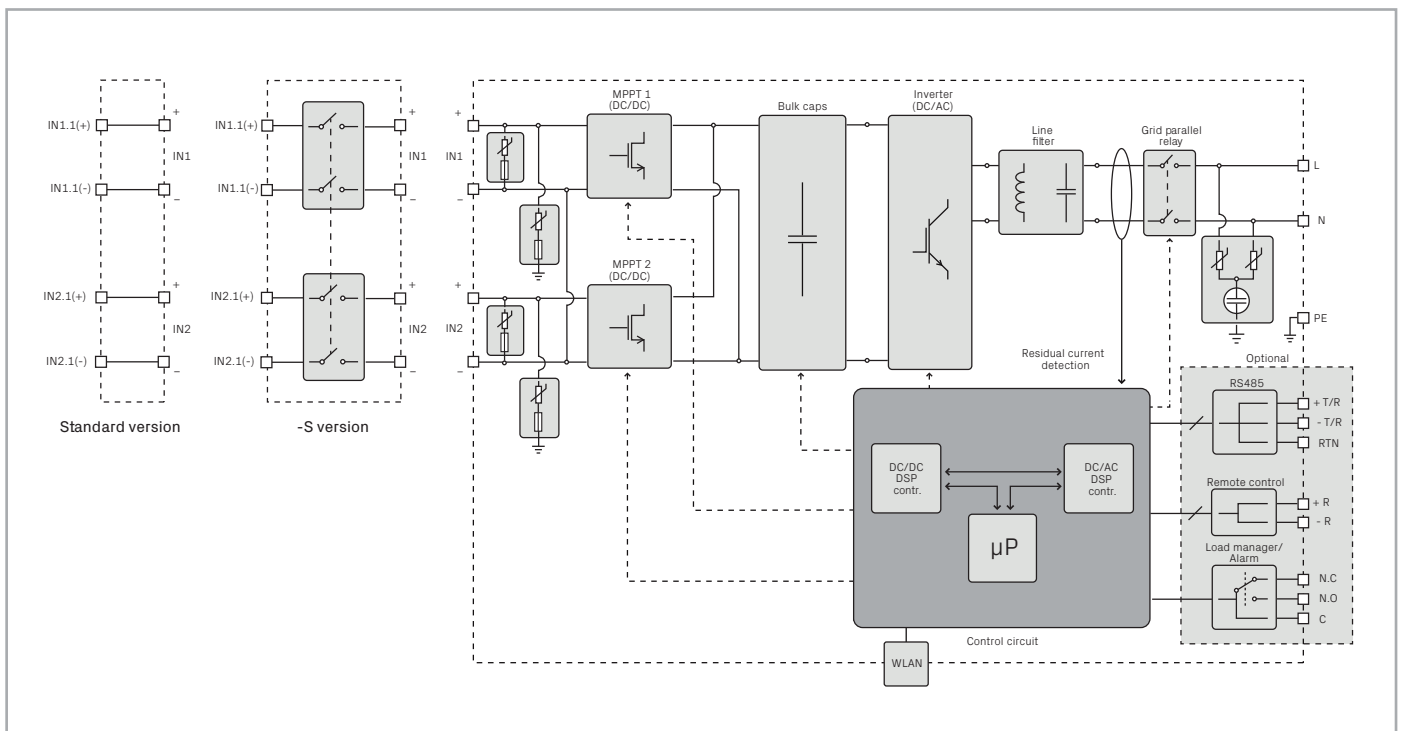 IN1.1(+)
+
IN1
IN1.1(-)
–
IN2.1(+)
+
IN2
IN2.1(-)
–
Standard version
IN1.1(+)
+
IN1
IN1.1(-)
–
IN2.1(+)
+
IN2
IN2.1(-)
–
-S version
+
IN1
–
+
IN2
–
MPPT 1
(DC/DC)
MPPT 2
(DC/DC)
Bulk caps
Inverter
(DC/AC)
Line
filter
Grid parallel
relay
L
N
PE
Residual current
detection
Optional
RS485
+ T/R
- T/R
RTN
Remote control
+ R
- R
Load manager/
Alarm
N.C
N.O
C
DC/DC
DSP
contr.
DC/AC
DSP
contr.
µP
Control circuit
WLAN